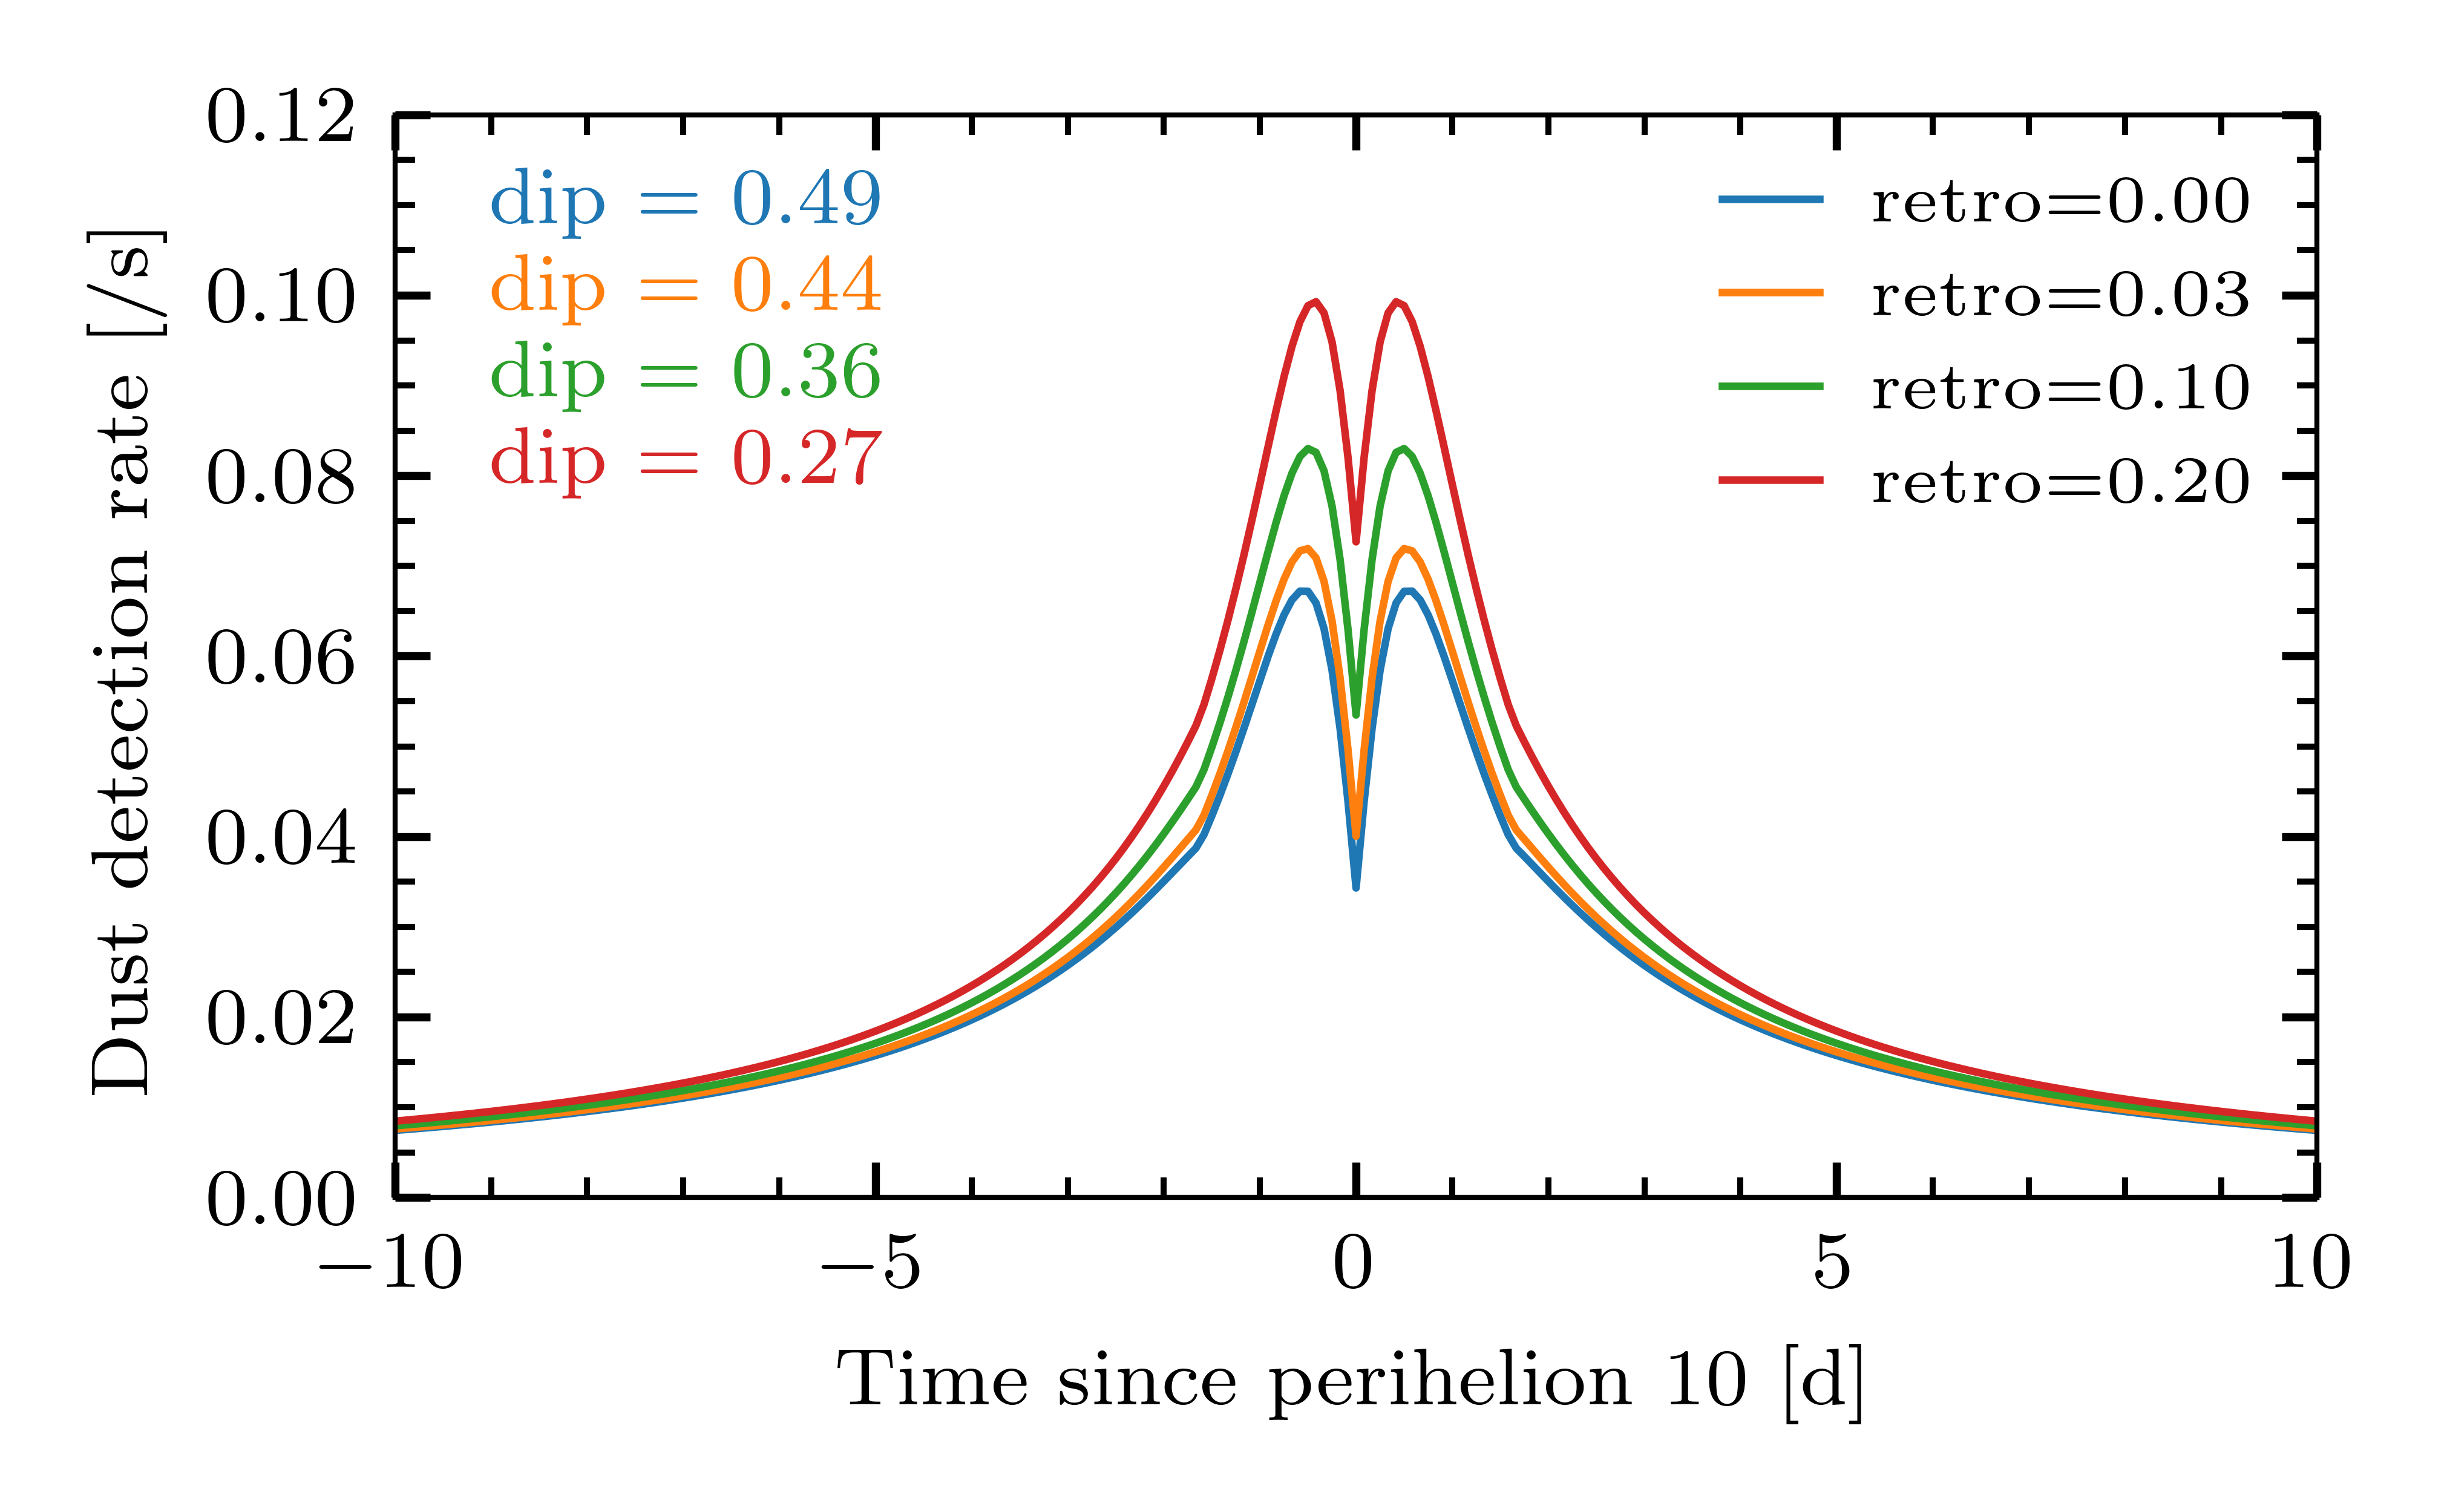 0.12
0.10
0.08
0.06
0.04
0.02
0.00
Dust detection rate [/s]
dip = 0.49
dip = 0.44
dip = 0.36
dip = 0.27
retro=0.00
retro=0.03
retro=0.10
retro=0.20
−10 −5 0 5 10
Time since perihelion 10 [d]